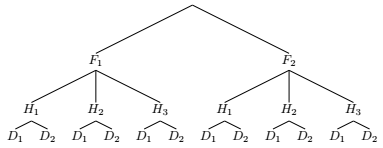 F₁ F₂
H₁ H₂ H₃ H₁ H₂ H₃
D₁ D₂ D₁ D₂ D₁ D₂ D₁ D₂ D₁ D₂ D₁ D₂